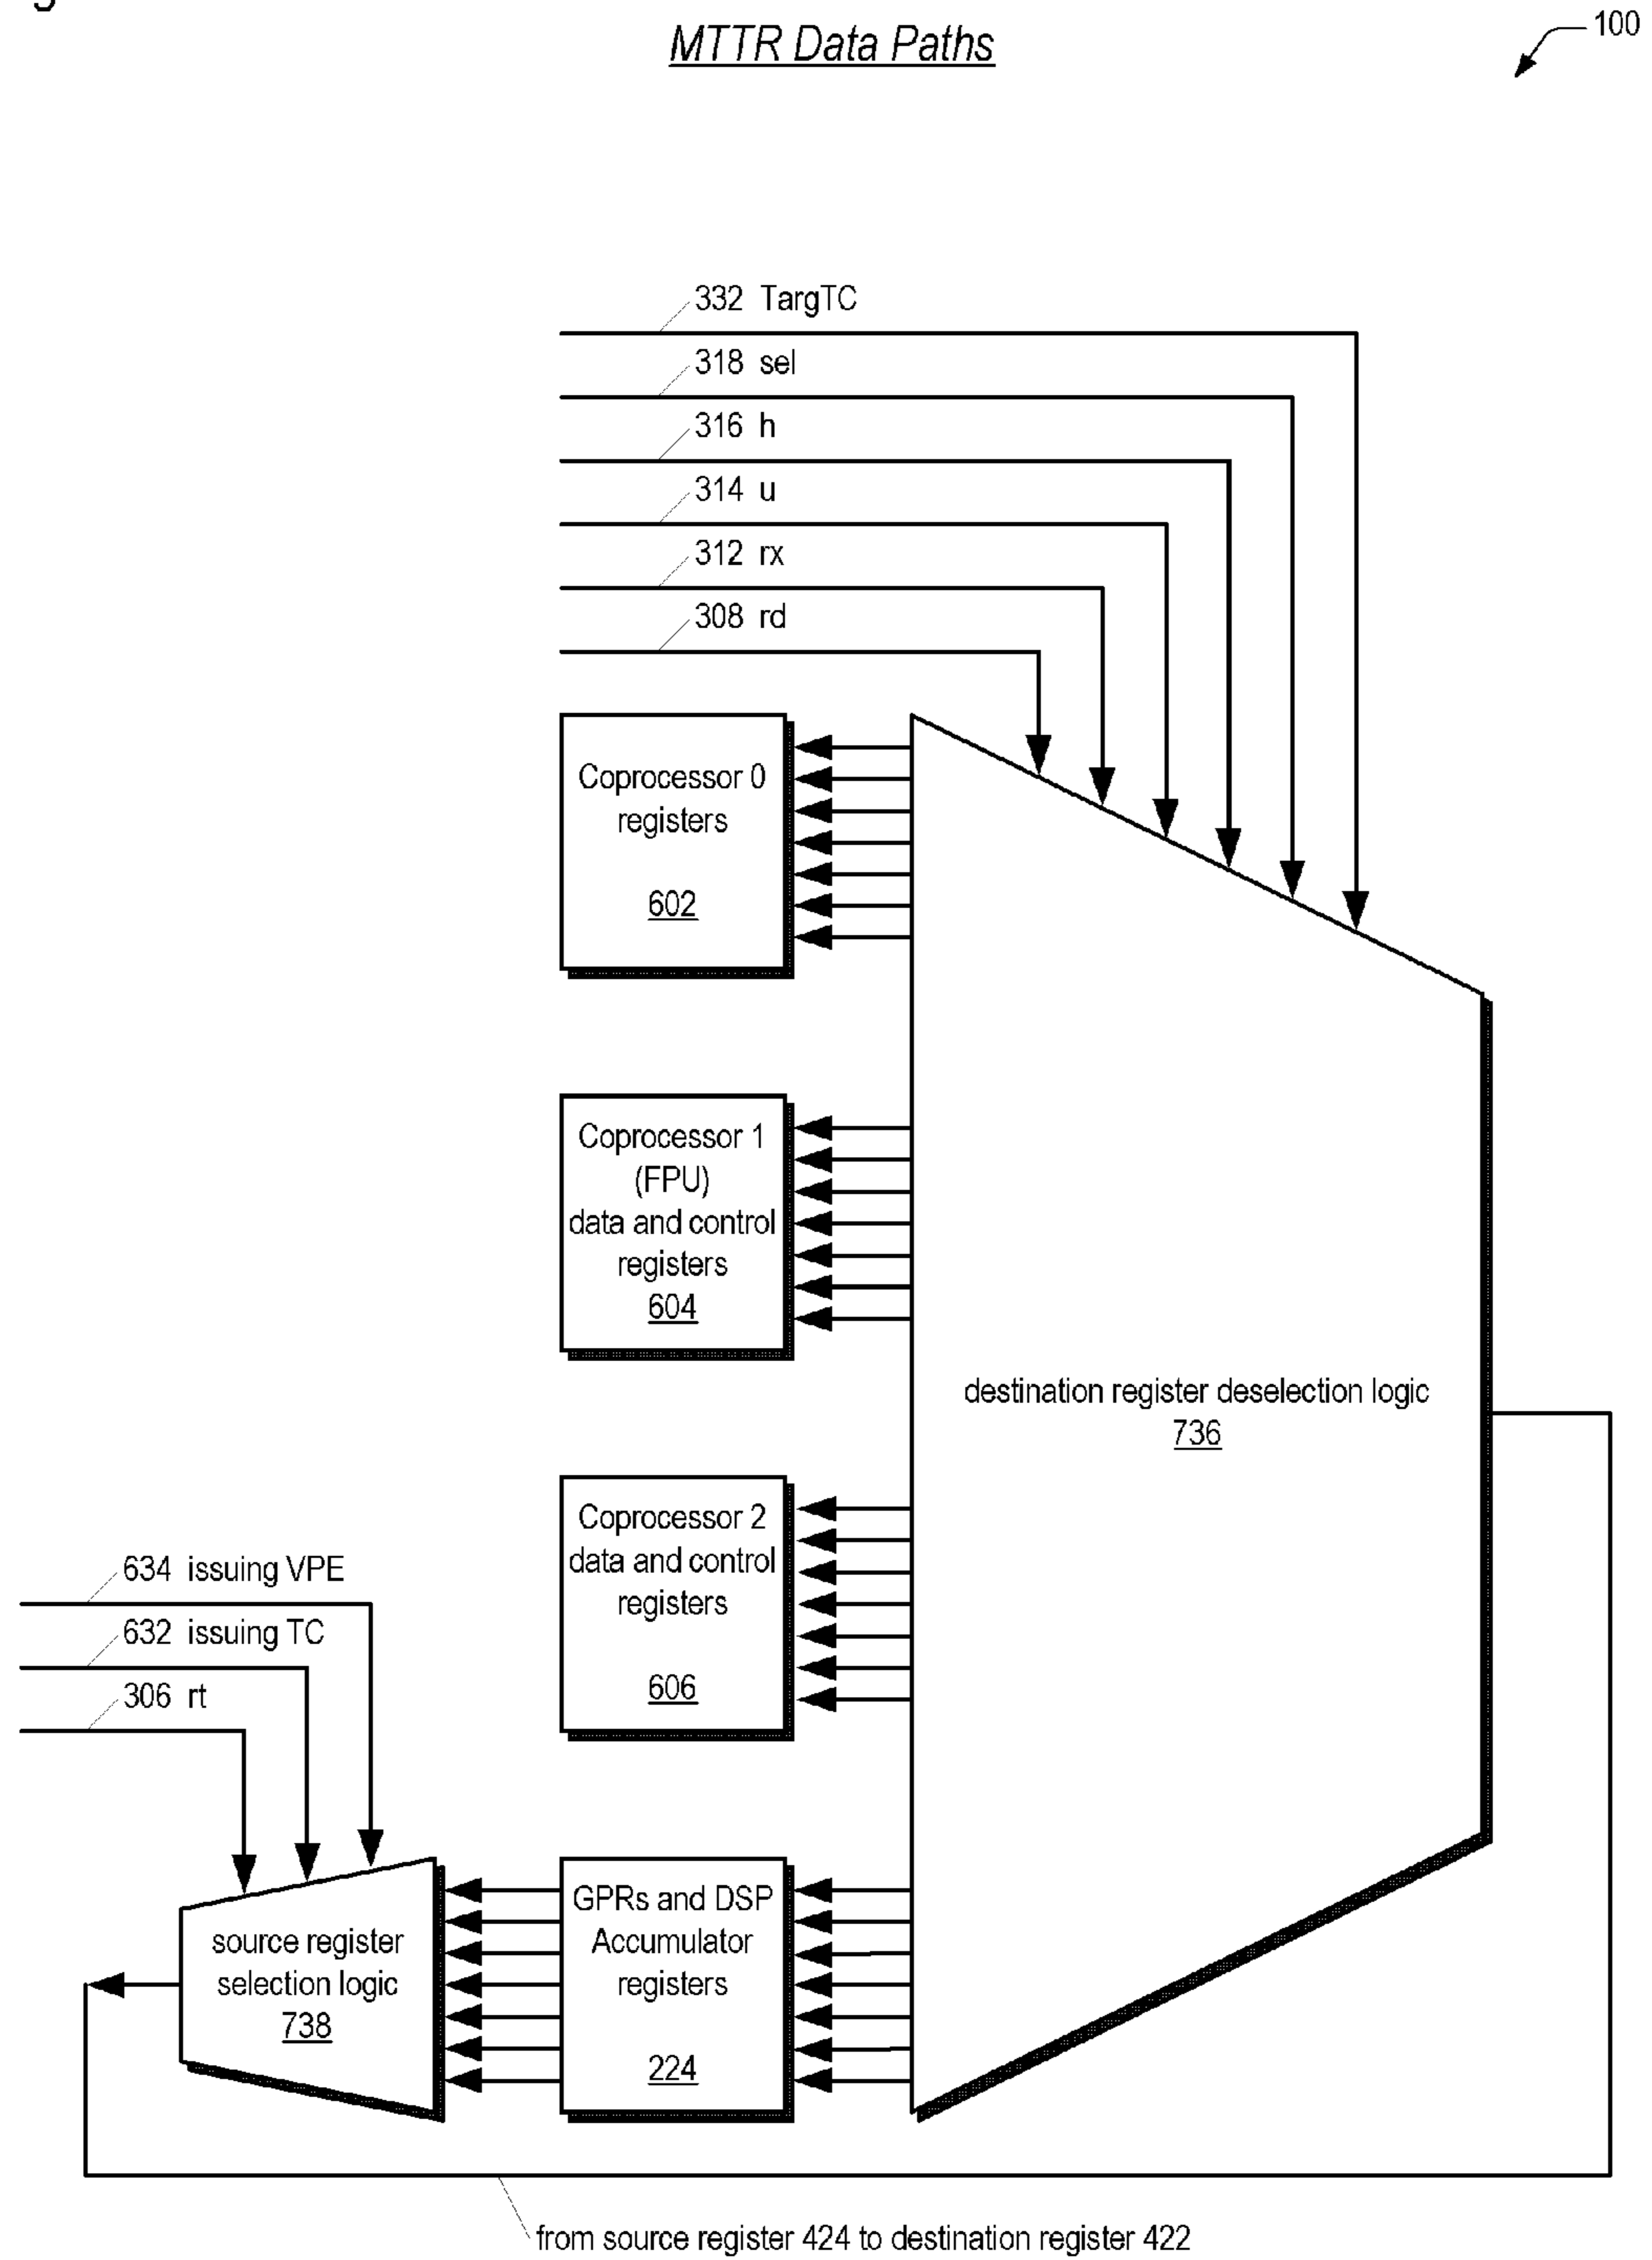 MTTR Data Paths
100
332 TargTC
318 sel
316 h
314 u
312 rx
308 rd
Coprocessor 0
registers
602
Coprocessor 1
(FPU)
data and control
registers
604
destination register deselection logic
736
Coprocessor 2
data and control
registers
606
634 issuing VPE
632 issuing TC
306 rt
source register
selection logic
738
GPRs and DSP
Accumulator
registers
224
from source register 424 to destination register 422